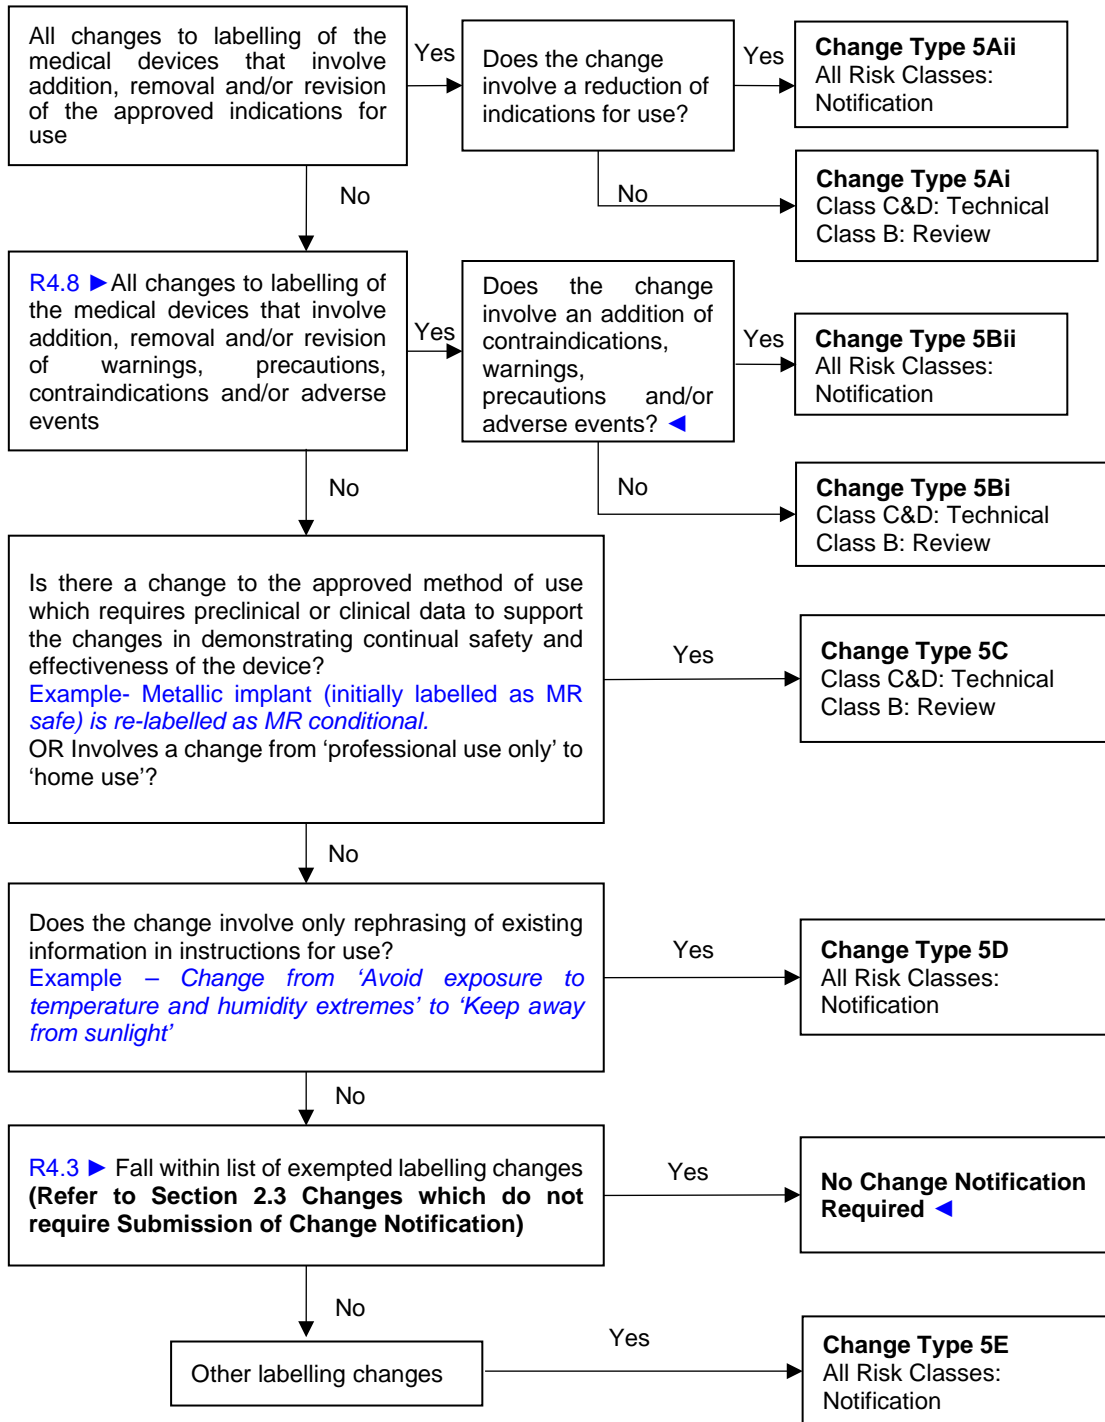 All changes to labelling of the
medical devices that involve
addition, removal and/or revision
of the approved indications for
use
Yes
Does the change
involve a reduction of
indications for use?
Yes
Change Type 5Aii
All Risk Classes:
Notification
No
No
Change Type 5Ai
Class C&D: Technical
Class B: Review
R4.8 ►All changes to labelling of
the medical devices that involve
addition, removal and/or revision
of warnings, precautions,
contraindications and/or adverse
events
Yes
Does the change
involve an addition of
contraindications,
warnings,
precautions and/or
adverse events? ◄
Yes
Change Type 5Bii
All Risk Classes:
Notification
No
No
Change Type 5Bi
Class C&D: Technical
Class B: Review
Is there a change to the approved method of use
which requires preclinical or clinical data to support
the changes in demonstrating continual safety and
effectiveness of the device?
Example- Metallic implant (initially labelled as MR
safe) is re-labelled as MR conditional.
OR Involves a change from ‘professional use only’ to
‘home use’?
Yes
Change Type 5C
Class C&D: Technical
Class B: Review
No
Does the change involve only rephrasing of existing
information in instructions for use?
Example – Change from ‘Avoid exposure to
temperature and humidity extremes’ to ‘Keep away
from sunlight’
Yes
Change Type 5D
All Risk Classes:
Notification
No
R4.3 ► Fall within list of exempted labelling changes
(Refer to Section 2.3 Changes which do not
require Submission of Change Notification)
Yes
No Change Notification
Required ◄
No
Other labelling changes
Yes
Change Type 5E
All Risk Classes:
Notification